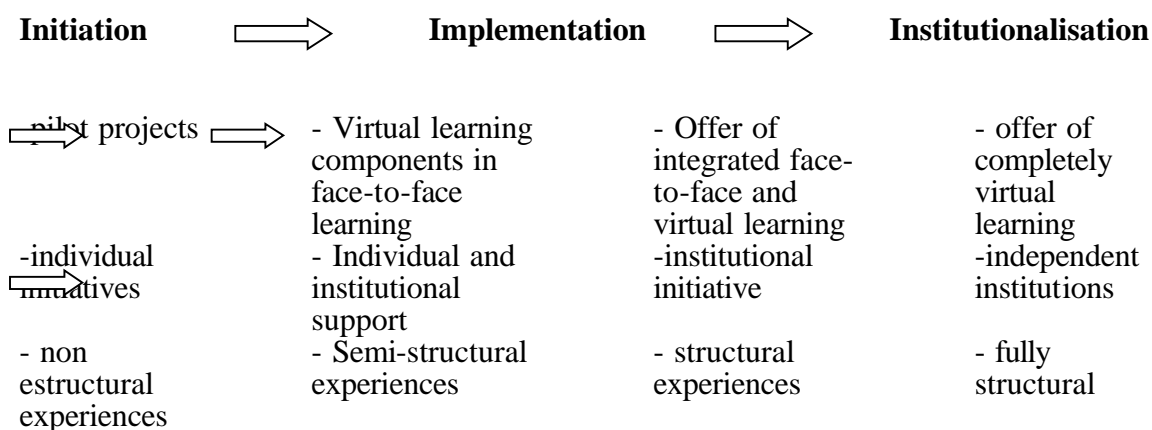 Initiation Implementation Institutionalisation
-pilot projects - Virtual learning - Offer of - offer of
components in integrated face- completely
face-to-face to-face and virtual
learning virtual learning learning
-individual - Individual and -institutional -independent
initiatives institutional initiative institutions
support
- non - Semi-structural - structural - fully
estructural experiences experiences structural
experiences